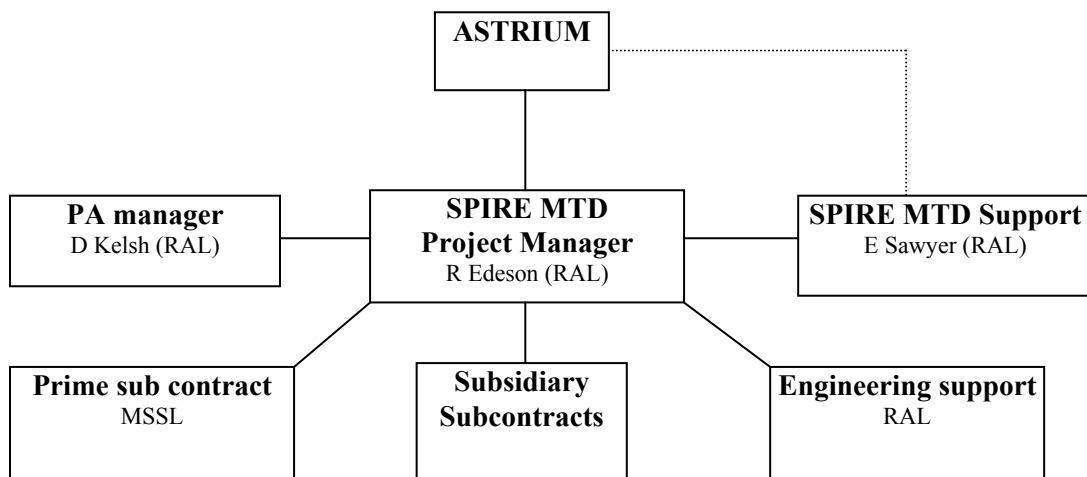 ASTRIUM
PA manager
D Kelsh (RAL)
SPIRE MTD
Project Manager
R Edeson (RAL)
SPIRE MTD Support
E Sawyer (RAL)
Prime sub contract
MSSL
Subsidiary
Subcontracts
Engineering support
RAL